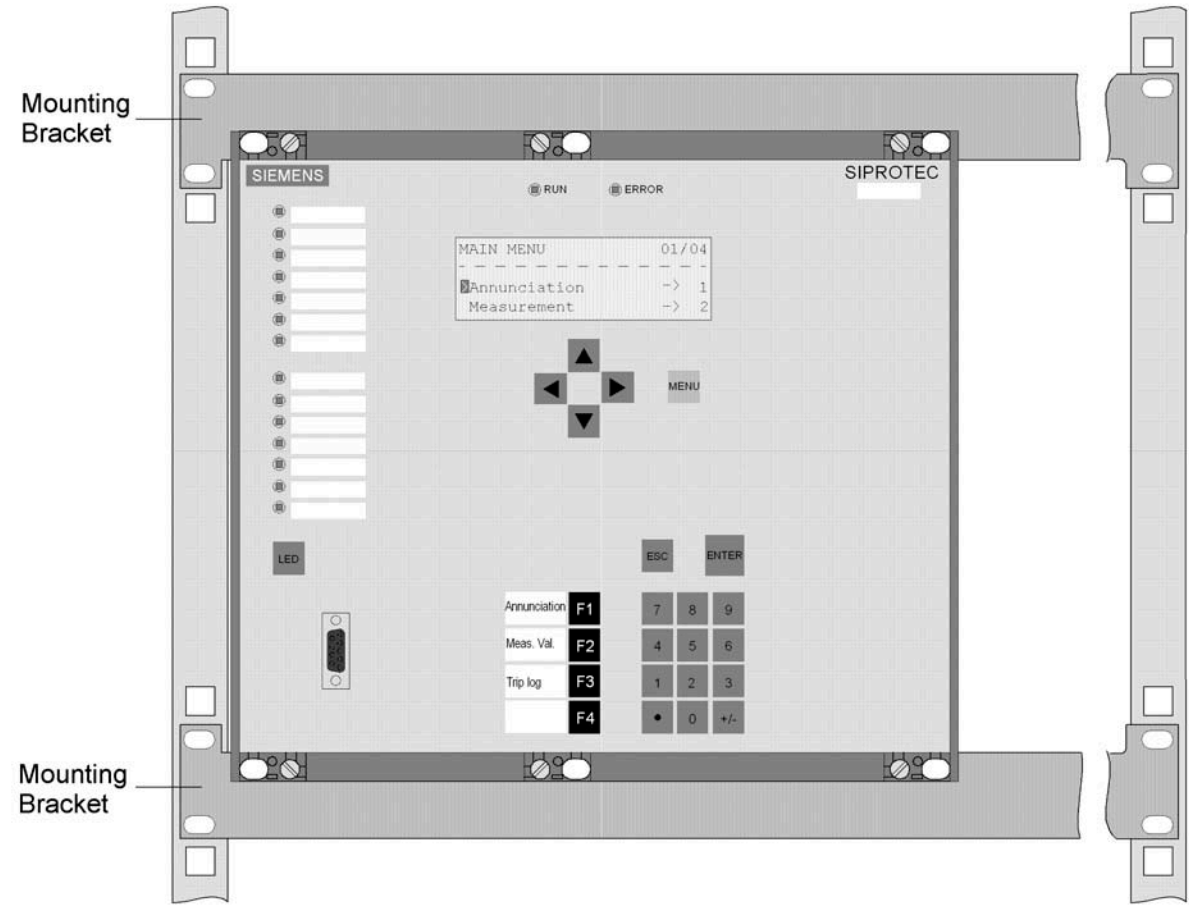 Mounting
Bracket
SIEMENS
RUN
ERROR
SIPROTEC
MAIN MENU 01/04
- - - - - - - - - - - - -
Annunciation -> 1
Measurement -> 2
MENU
LED
ESC
ENTER
Annunciation F1
7 8 9
Meas. Val. F2
4 5 6
Trip log F3
1 2 3
F4
• 0 +/-
Mounting
Bracket